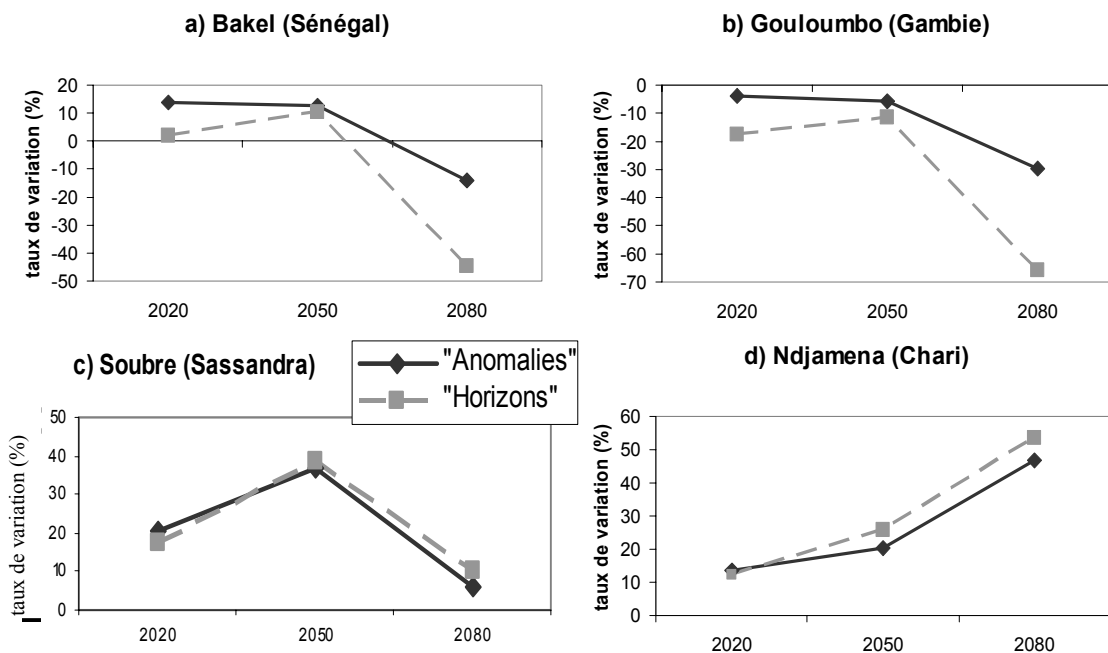 a) Bakel (Sénégal)
taux de variation (%)
20
10
0
-10
-20
-30
-40
-50
2020 2050 2080
b) Gouloumbo (Gambie)
taux de variation (%)
0
-10
-20
-30
-40
-50
-60
-70
2020 2050 2080
c) Soubre (Sassandra)
"Anomalies"
"Horizons"
taux de variation (%)
50
40
30
20
10
0
2020 2050 2080
d) Ndjamena (Chari)
taux de variation (%)
60
50
40
30
20
10
0
2020 2050 2080